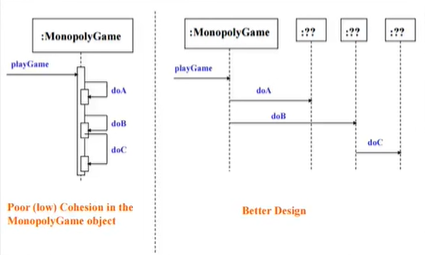 :MonopolyGame
playGame
doA
doB
doC
Poor (low) Cohesion in the
MonopolyGame object
:MonopolyGame
:??
:??
:??
playGame
doA
doB
doC
Better Design